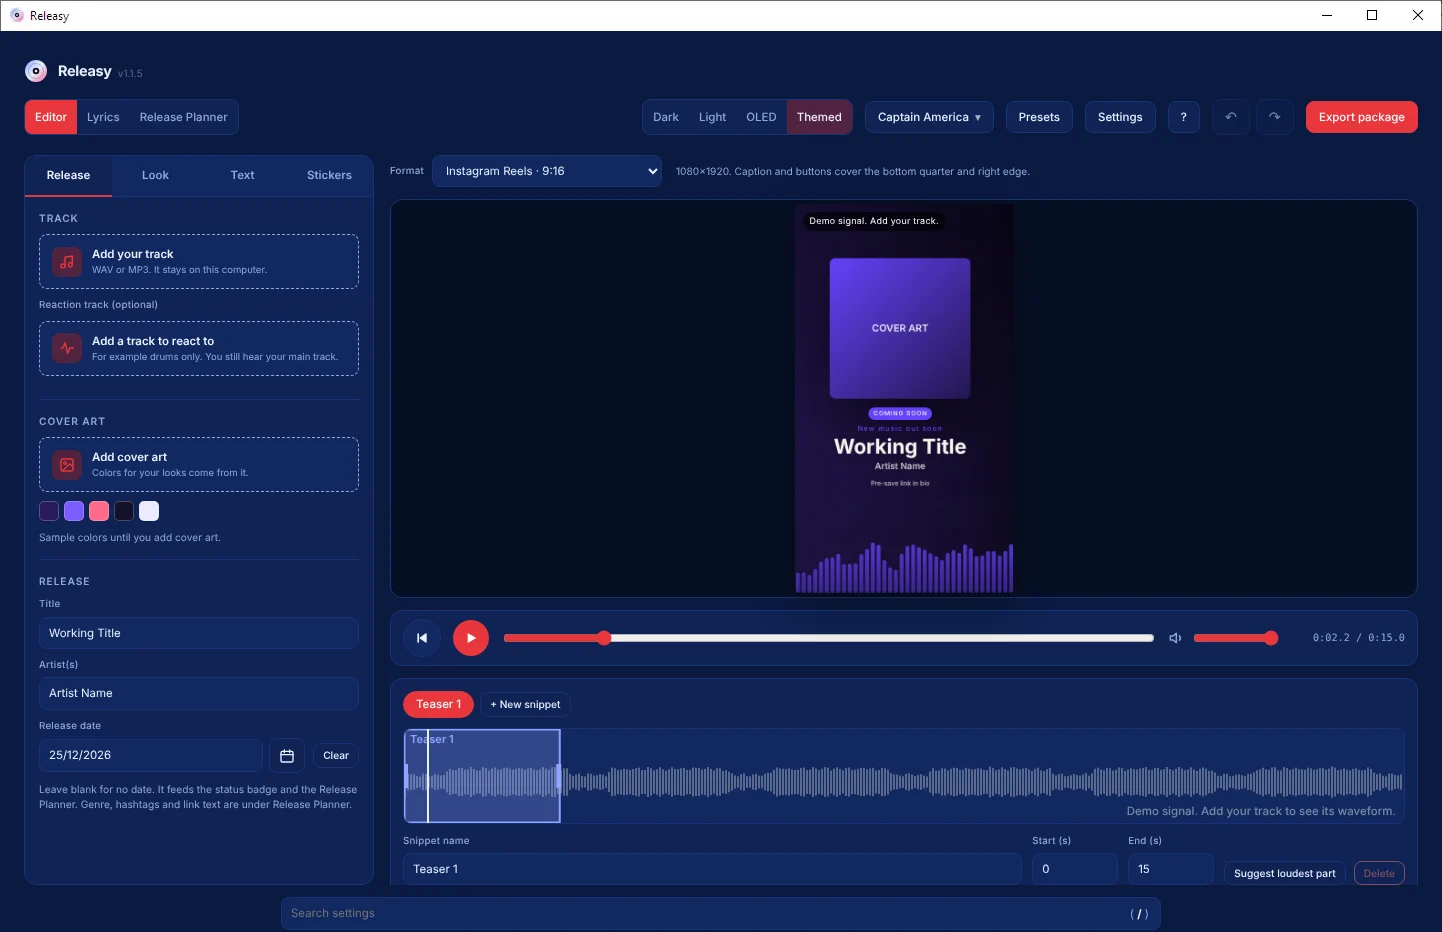 Releasy
Releasy v1.1.5
Editor Lyrics Release Planner
Dark Light OLED Themed
Captain America ▾
Presets
Settings
?
↶
↷
Export package
Release Look Text Stickers
TRACK
Add your track
WAV or MP3. It stays on this computer.
Reaction track (optional)
Add a track to react to
For example drums only. You still hear your main track.
COVER ART
Add cover art
Colors for your looks come from it.
Sample colors until you add cover art.
RELEASE
Title
Working Title
Artist(s)
Artist Name
Release date
25/12/2026
Clear
Leave blank for no date. It feeds the status badge and the Release
Planner. Genre, hashtags and link text are under Release Planner.
Format
Instagram Reels · 9:16
1080×1920. Caption and buttons cover the bottom quarter and right edge.
Demo signal. Add your track.
COVER ART
COMING SOON
New music out soon
Working Title
Artist Name
Pre-save link in bio
0:02.2 / 0:15.0
Teaser 1
+ New snippet
Teaser 1
Demo signal. Add your track to see its waveform.
Snippet name
Teaser 1
Start (s)
0
End (s)
15
Suggest loudest part
Delete
Search settings
( / )